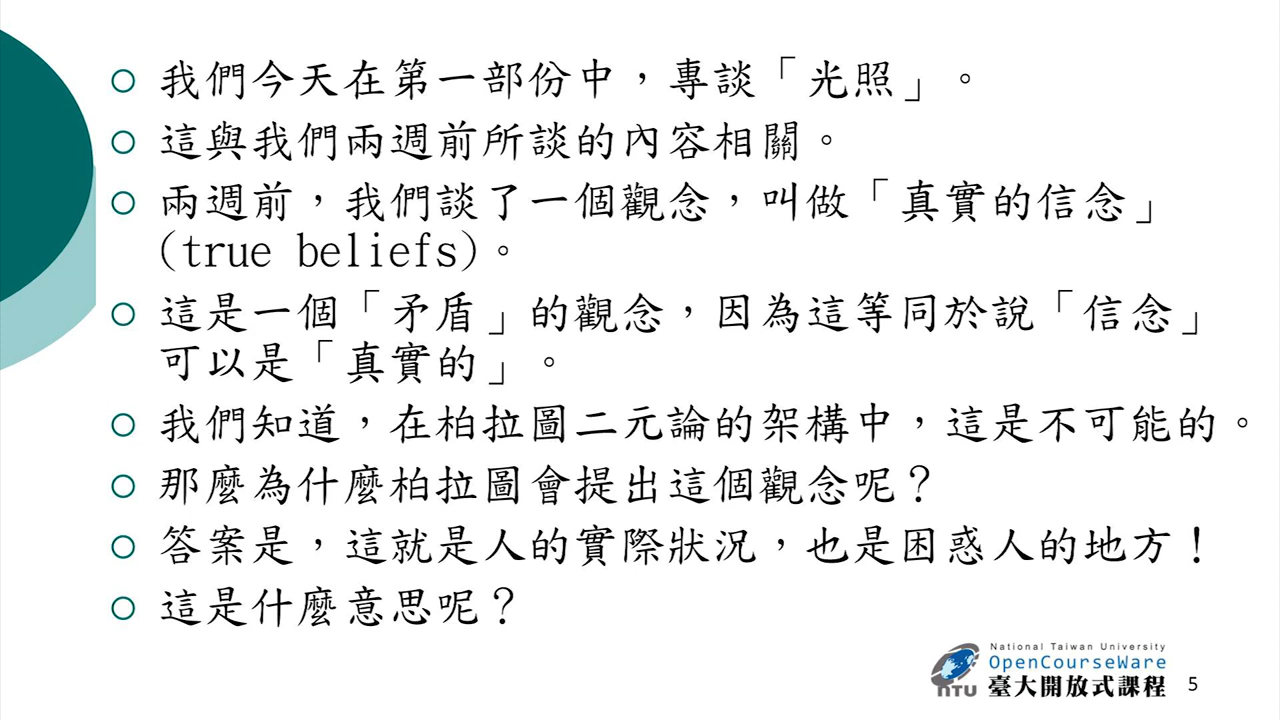 我們今天在第一部份中，專談「光照」。
這與我們兩週前所談的內容相關。
兩週前，我們談了一個觀念，叫做「真實的信念」
(true beliefs)。
這是一個「矛盾」的觀念，因為這等同於說「信念」
可以是「真實的」。
我們知道，在柏拉圖二元論的架構中，這是不可能的。
那麼為什麼柏拉圖會提出這個觀念呢？
答案是，這就是人的實際狀況，也是困惑人的地方！
這是什麼意思呢？
National Taiwan University
OpenCourseWare
NTU 臺大開放式課程
5